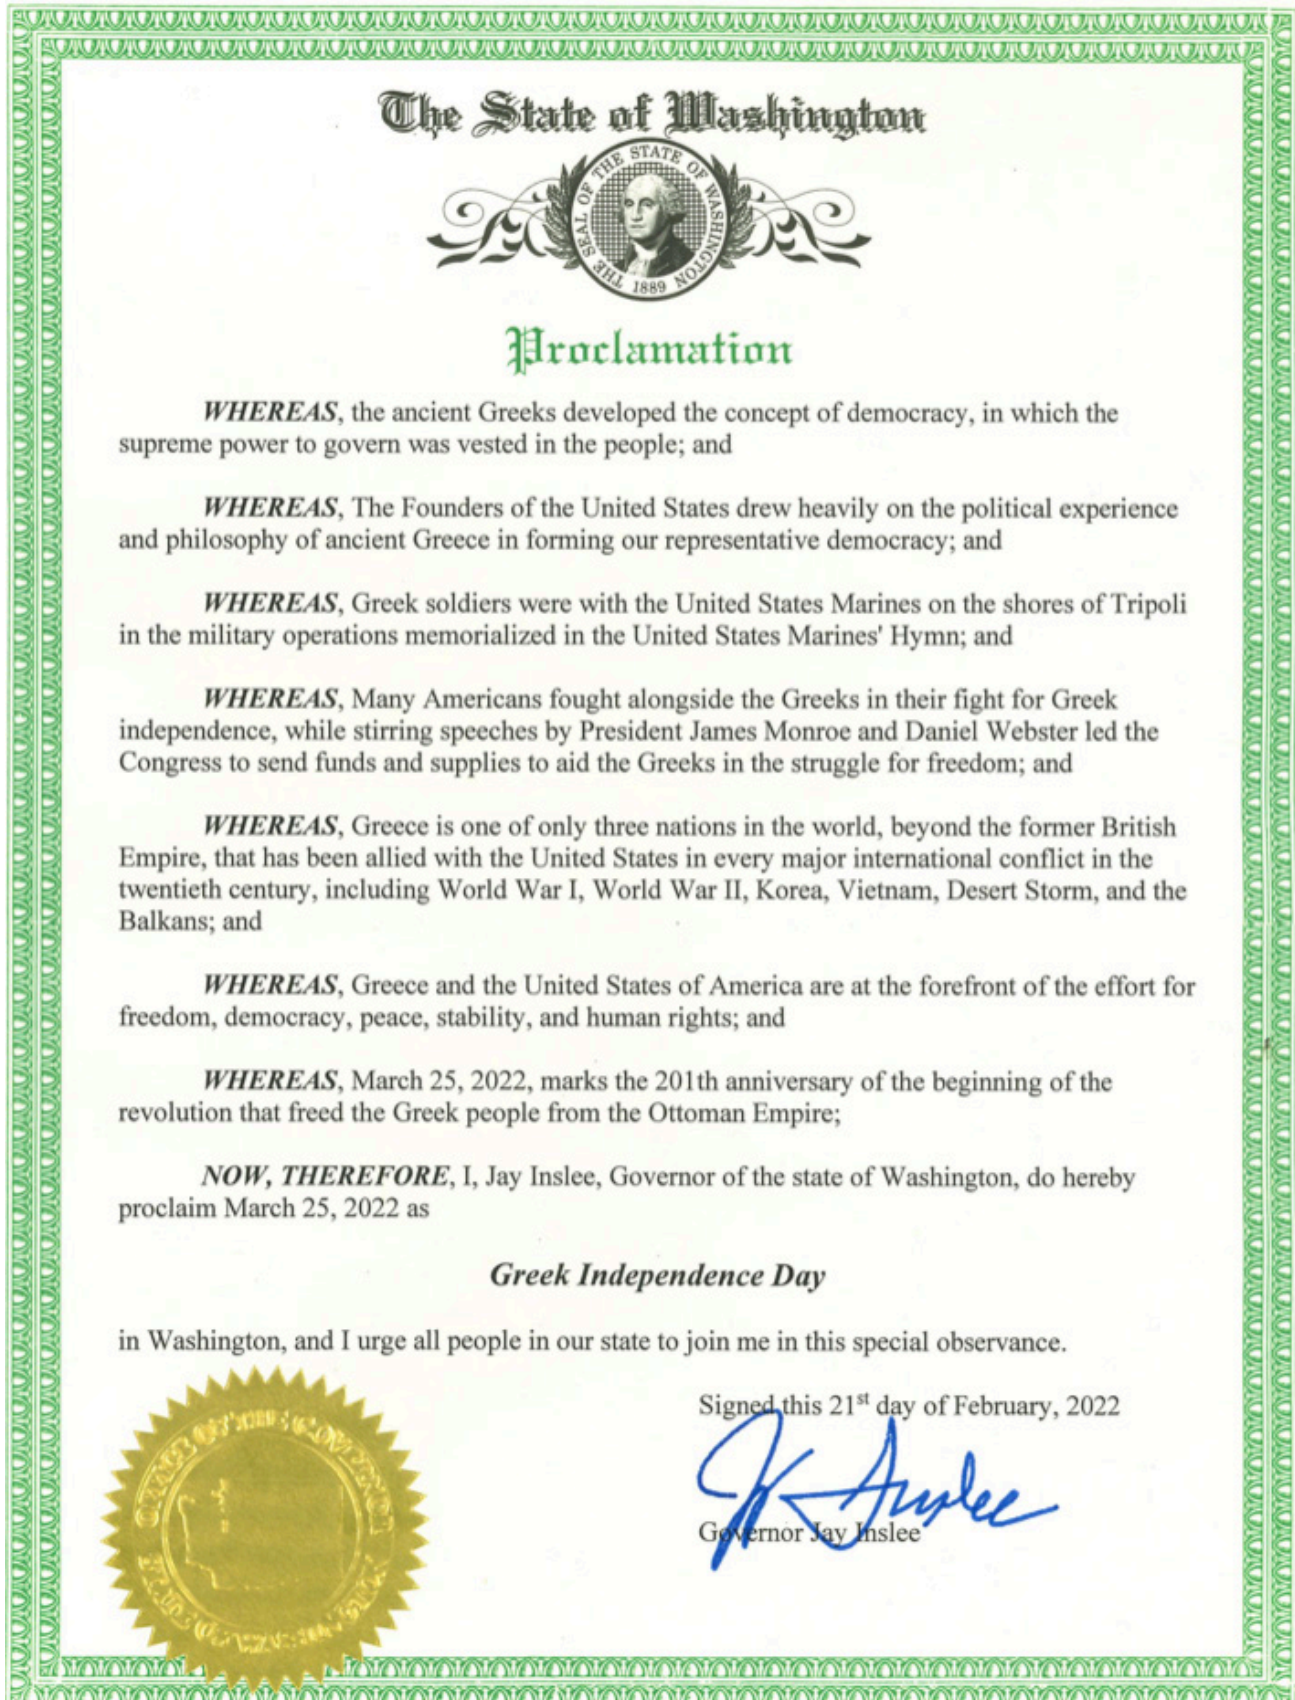 The State of Washington
THE SEAL OF THE STATE OF WASHINGTON
1889
Proclamation
WHEREAS, the ancient Greeks developed the concept of democracy, in which the
supreme power to govern was vested in the people; and
WHEREAS, The Founders of the United States drew heavily on the political experience
and philosophy of ancient Greece in forming our representative democracy; and
WHEREAS, Greek soldiers were with the United States Marines on the shores of Tripoli
in the military operations memorialized in the United States Marines' Hymn; and
WHEREAS, Many Americans fought alongside the Greeks in their fight for Greek
independence, while stirring speeches by President James Monroe and Daniel Webster led the
Congress to send funds and supplies to aid the Greeks in the struggle for freedom; and
WHEREAS, Greece is one of only three nations in the world, beyond the former British
Empire, that has been allied with the United States in every major international conflict in the
twentieth century, including World War I, World War II, Korea, Vietnam, Desert Storm, and the
Balkans; and
WHEREAS, Greece and the United States of America are at the forefront of the effort for
freedom, democracy, peace, stability, and human rights; and
WHEREAS, March 25, 2022, marks the 201th anniversary of the beginning of the
revolution that freed the Greek people from the Ottoman Empire;
NOW, THEREFORE, I, Jay Inslee, Governor of the state of Washington, do hereby
proclaim March 25, 2022 as
Greek Independence Day
in Washington, and I urge all people in our state to join me in this special observance.
Signed this 21st day of February, 2022
Jay Inslee
Governor Jay Inslee
OFFICE OF THE GOVERNOR